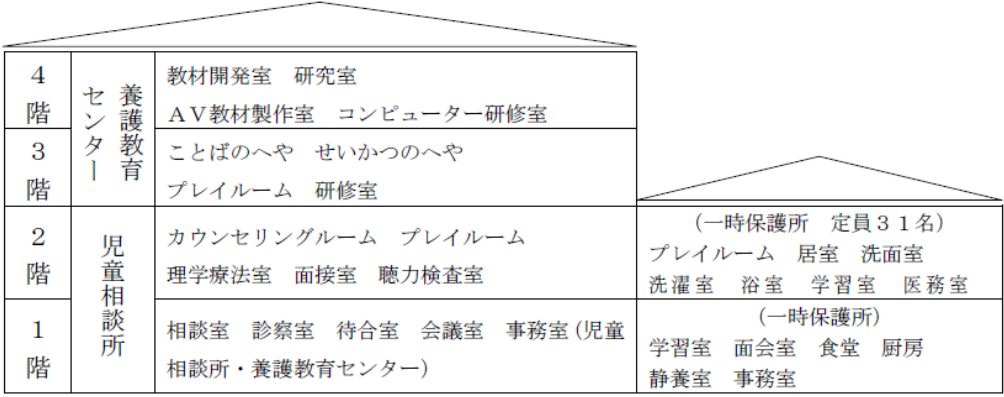 4階
養護教育センター
教材開発室　研究室
ＡＶ教材製作室　コンピューター研修室
3階
ことばのへや　せいかつのへや
プレイルーム　研修室
2階
児童相談所
カウンセリングルーム　プレイルーム
理学療法室　面接室　聴力検査室
(一時保護所　定員３１名)
プレイルーム　居室　洗面室
洗濯室　浴室　学習室　医務室
1階
相談室　診察室　待合室　会議室　事務室(児童
相談所・養護教育センター)
(一時保護所)
学習室　面会室　食堂　厨房
静養室　事務室